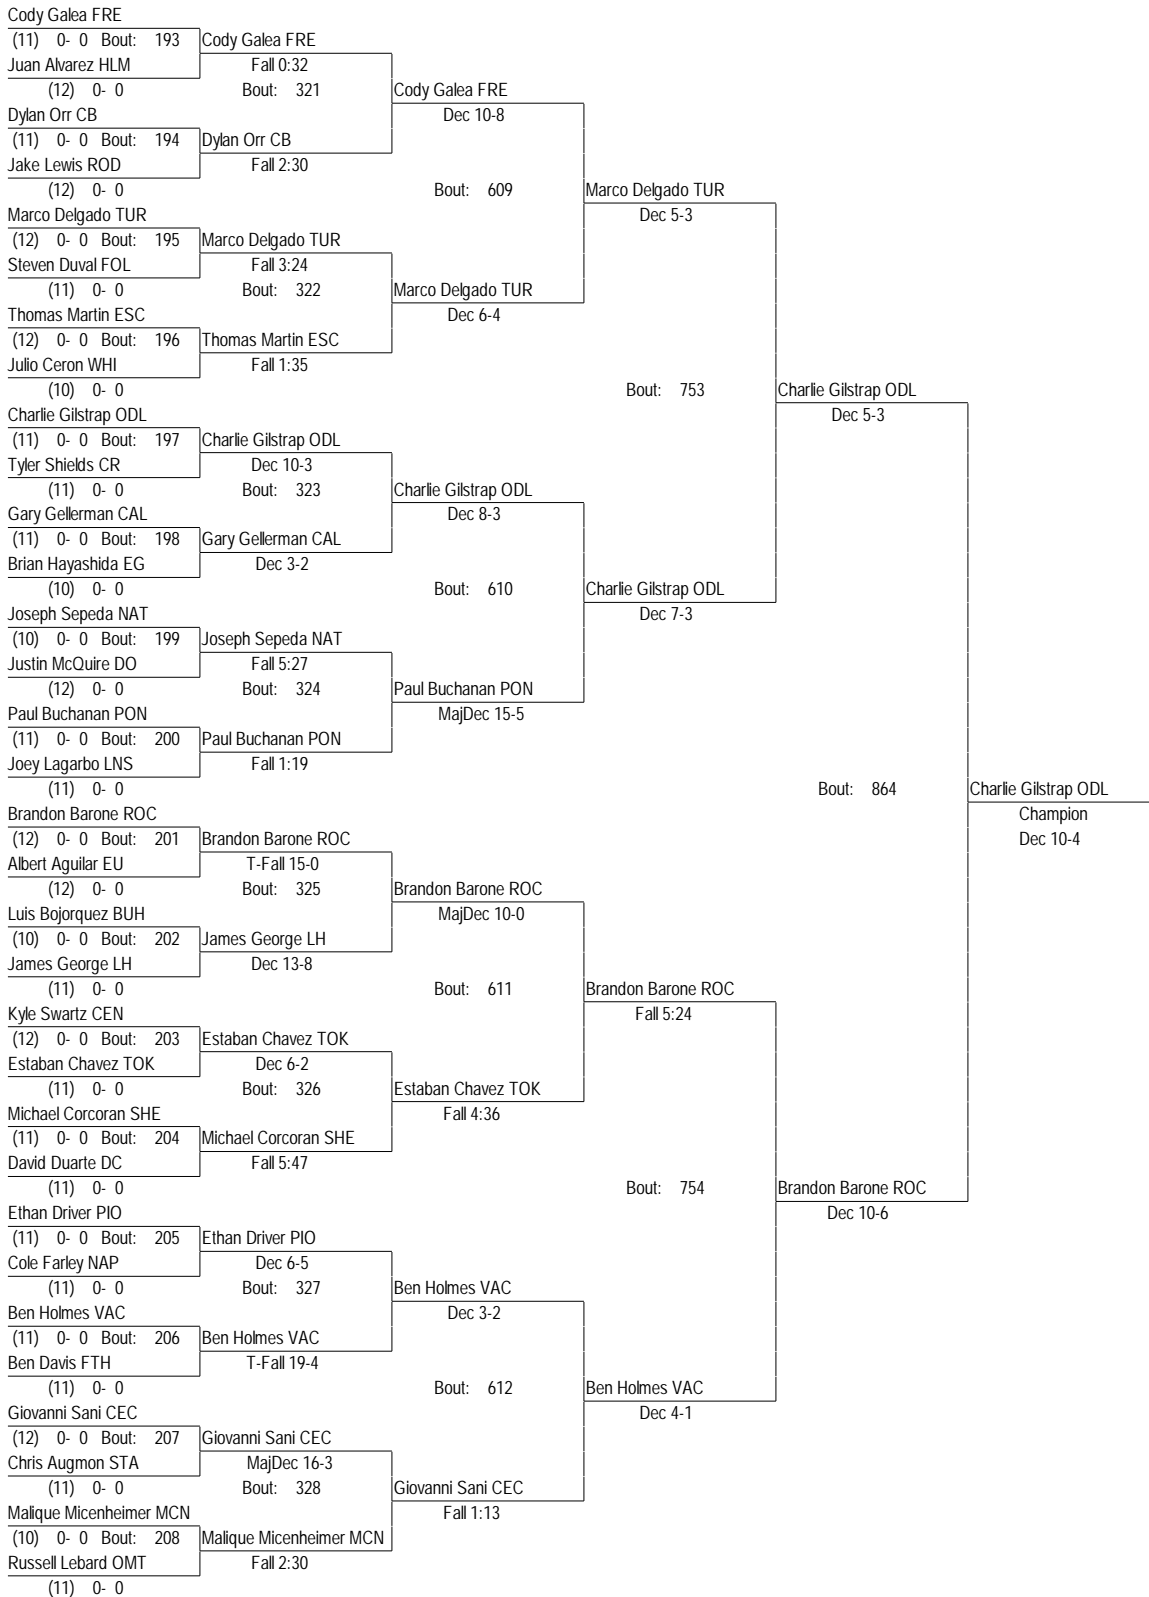 Cody Galea FRE
(11) 0- 0 Bout: 193 Cody Galea FRE
Juan Alvarez HLM Fall 0:32
(12) 0- 0 Bout: 321 Cody Galea FRE
Dylan Orr CB Dec 10-8
(11) 0- 0 Bout: 194 Dylan Orr CB
Jake Lewis ROD Fall 2:30
(12) 0- 0 Bout: 609 Marco Delgado TUR
Marco Delgado TUR Dec 5-3
(12) 0- 0 Bout: 195 Marco Delgado TUR
Steven Duval FOL Fall 3:24
(11) 0- 0 Bout: 322 Marco Delgado TUR
Thomas Martin ESC Dec 6-4
(12) 0- 0 Bout: 196 Thomas Martin ESC
Julio Ceron WHI Fall 1:35
(10) 0- 0 Bout: 753 Charlie Gilstrap ODL
Charlie Gilstrap ODL Dec 5-3
(11) 0- 0 Bout: 197 Charlie Gilstrap ODL
Tyler Shields CR Dec 10-3
(11) 0- 0 Bout: 323 Charlie Gilstrap ODL
Gary Gellerman CAL Dec 8-3
(11) 0- 0 Bout: 198 Gary Gellerman CAL
Brian Hayashida EG Dec 3-2
(10) 0- 0 Bout: 610 Charlie Gilstrap ODL
Joseph Sepeda NAT Dec 7-3
(10) 0- 0 Bout: 199 Joseph Sepeda NAT
Justin McQuire DO Fall 5:27
(12) 0- 0 Bout: 324 Paul Buchanan PON
Paul Buchanan PON MajDec 15-5
(11) 0- 0 Bout: 200 Paul Buchanan PON
Joey Lagarbo LNS Fall 1:19
(11) 0- 0 Bout: 864 Charlie Gilstrap ODL
Brandon Barone ROC Champion
(12) 0- 0 Bout: 201 Brandon Barone ROC Dec 10-4
Albert Aguilar EU T-Fall 15-0
(12) 0- 0 Bout: 325 Brandon Barone ROC
Luis Bojorquez BUH MajDec 10-0
(10) 0- 0 Bout: 202 James George LH
James George LH Dec 13-8
(11) 0- 0 Bout: 611 Brandon Barone ROC
Kyle Swartz CEN Fall 5:24
(12) 0- 0 Bout: 203 Estaban Chavez TOK
Estaban Chavez TOK Dec 6-2
(11) 0- 0 Bout: 326 Estaban Chavez TOK
Michael Corcoran SHE Fall 4:36
(11) 0- 0 Bout: 204 Michael Corcoran SHE
David Duarte DC Fall 5:47
(11) 0- 0 Bout: 754 Brandon Barone ROC
Ethan Driver PIO Dec 10-6
(11) 0- 0 Bout: 205 Ethan Driver PIO
Cole Farley NAP Dec 6-5
(11) 0- 0 Bout: 327 Ben Holmes VAC
Ben Holmes VAC Dec 3-2
(11) 0- 0 Bout: 206 Ben Holmes VAC
Ben Davis FTH T-Fall 19-4
(11) 0- 0 Bout: 612 Ben Holmes VAC
Giovanni Sani CEC Dec 4-1
(12) 0- 0 Bout: 207 Giovanni Sani CEC
Chris Augmon STA MajDec 16-3
(11) 0- 0 Bout: 328 Giovanni Sani CEC
Malique Micenheimer MCN Fall 1:13
(10) 0- 0 Bout: 208 Malique Micenheimer MCN
Russell Lebard OMT Fall 2:30
(11) 0- 0